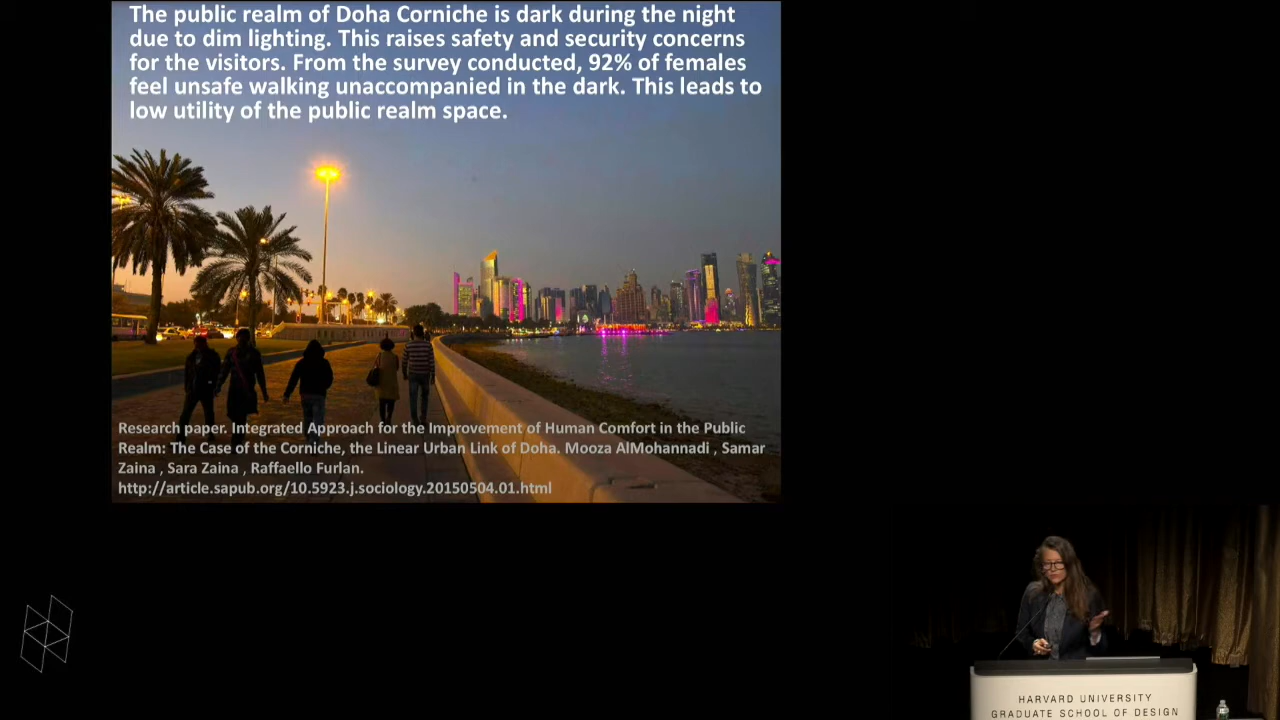 The public realm of Doha Corniche is dark during the night
due to dim lighting. This raises safety and security concerns
for the visitors. From the survey conducted, 92% of females
feel unsafe walking unaccompanied in the dark. This leads to
low utility of the public realm space.
Research paper. Integrated Approach for the Improvement of Human Comfort in the Public
Realm: The Case of the Corniche, the Linear Urban Link of Doha. Mooza AlMohannadi , Samar
Zaina , Sara Zaina , Raffaello Furlan.
http://article.sapub.org/10.5923.j.sociology.20150504.01.html
HARVARD UNIVERSITY
GRADUATE SCHOOL OF DESIGN